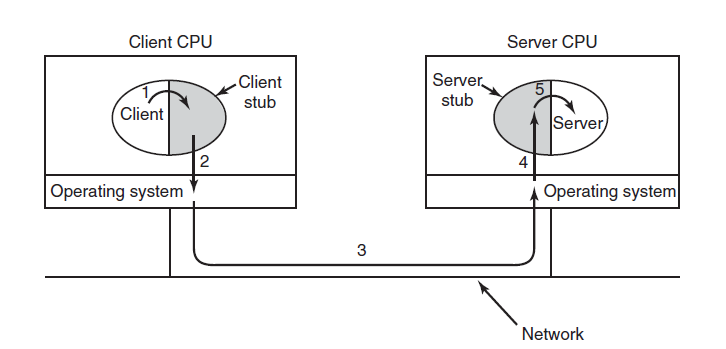 Client CPU
Server CPU
1
Client
Client
stub
2
Operating system
Server
stub
5
Server
4
Operating system
3
Network